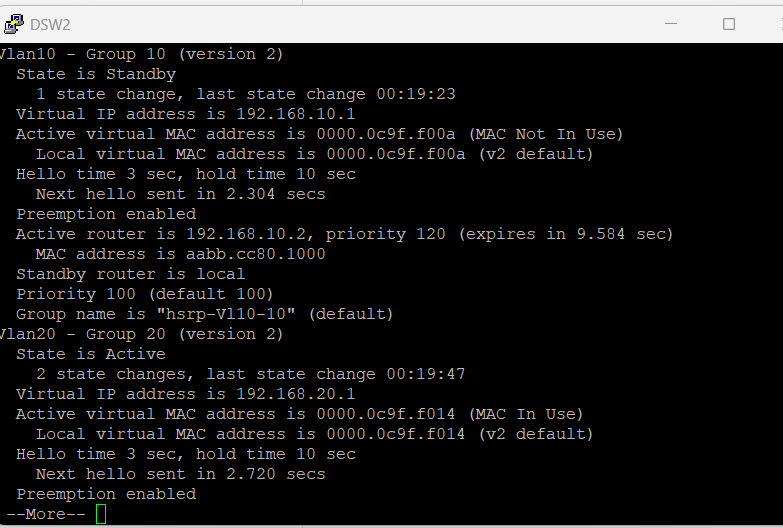 DSW2
Vlan10 - Group 10 (version 2)
  State is Standby
    1 state change, last state change 00:19:23
  Virtual IP address is 192.168.10.1
  Active virtual MAC address is 0000.0c9f.f00a (MAC Not In Use)
    Local virtual MAC address is 0000.0c9f.f00a (v2 default)
  Hello time 3 sec, hold time 10 sec
    Next hello sent in 2.304 secs
  Preemption enabled
  Active router is 192.168.10.2, priority 120 (expires in 9.584 sec)
    MAC address is aabb.cc80.1000
  Standby router is local
  Priority 100 (default 100)
  Group name is "hsrp-Vl10-10" (default)
Vlan20 - Group 20 (version 2)
  State is Active
    2 state changes, last state change 00:19:47
  Virtual IP address is 192.168.20.1
  Active virtual MAC address is 0000.0c9f.f014 (MAC In Use)
    Local virtual MAC address is 0000.0c9f.f014 (v2 default)
  Hello time 3 sec, hold time 10 sec
    Next hello sent in 2.720 secs
  Preemption enabled
 --More--